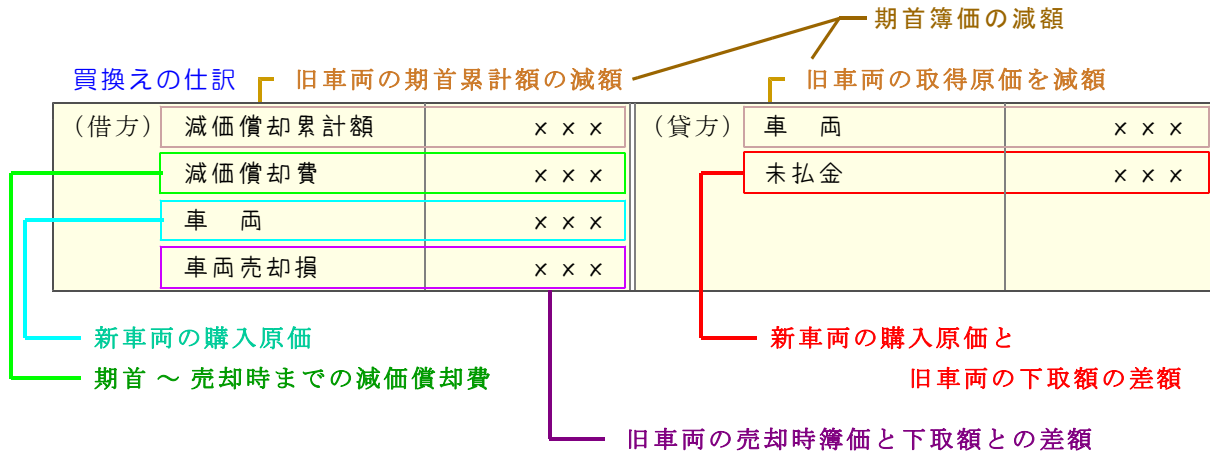 期首簿価の減額
買換えの仕訳 旧車両の期首累計額の減額 旧車両の取得原価を減額
（借方） 減価償却累計額 ××× （貸方） 車　両 ×××
減価償却費 ××× 未払金 ×××
車　両 ×××
車両売却損 ×××
新車両の購入原価 新車両の購入原価と
期首 ～ 売却時までの減価償却費 旧車両の下取額の差額
旧車両の売却時簿価と下取額との差額